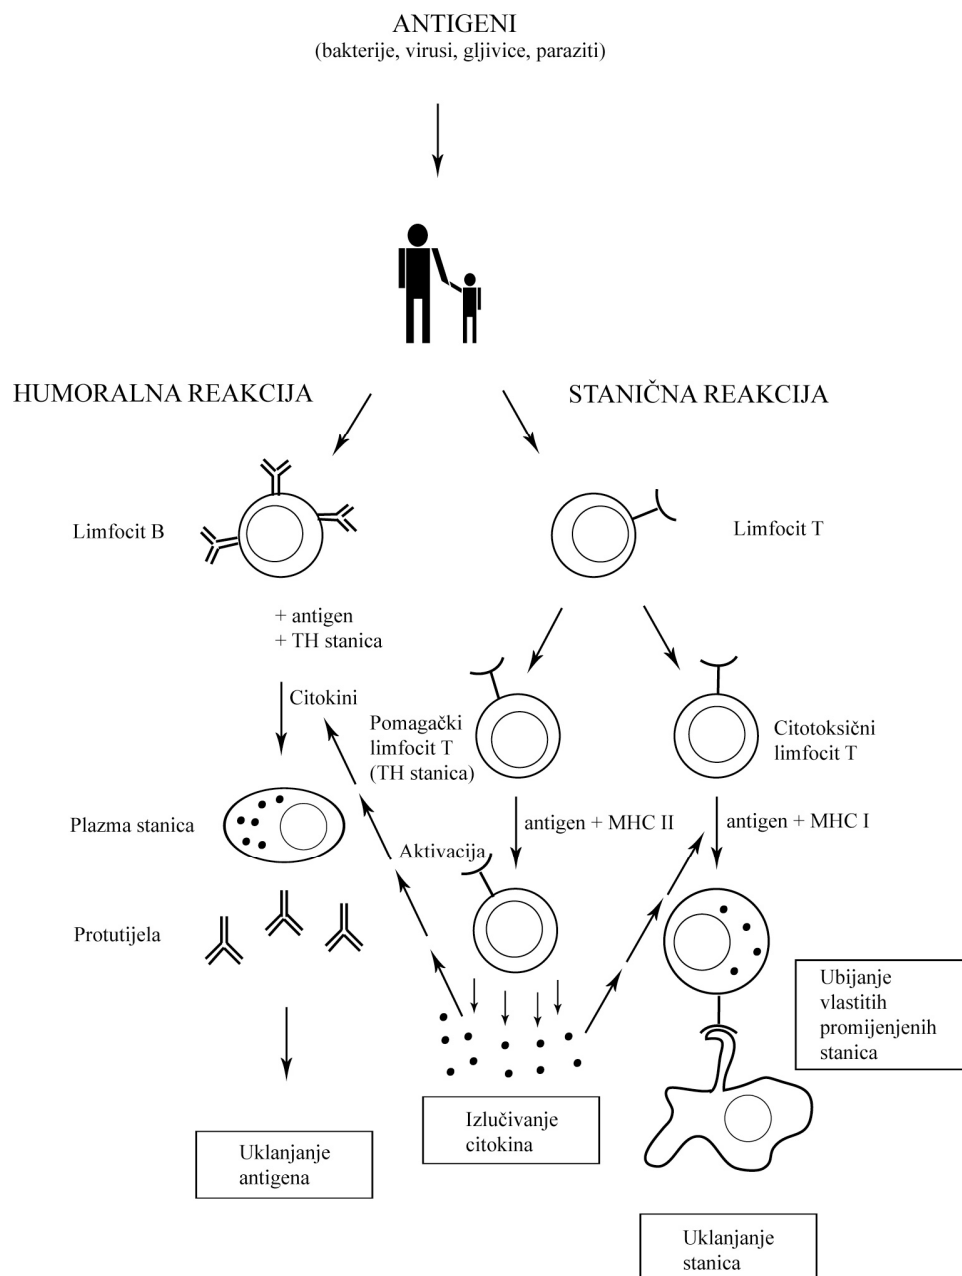 ANTIGENI
(bakterije, virusi, gljivice, paraziti)
HUMORALNA REAKCIJA
STANIČNA REAKCIJA
Limfocit B
Limfocit T
+ antigen
+ TH stanica
Citokini
Pomagački
limfocit T
(TH stanica)
Citotoksični
limfocit T
Plazma stanica
antigen + MHC II
antigen + MHC I
Aktivacija
Protutijela
Ubijanje
vlastitih
promijenjenih
stanica
Izlučivanje
citokina
Uklanjanje
antigena
Uklanjanje
stanica